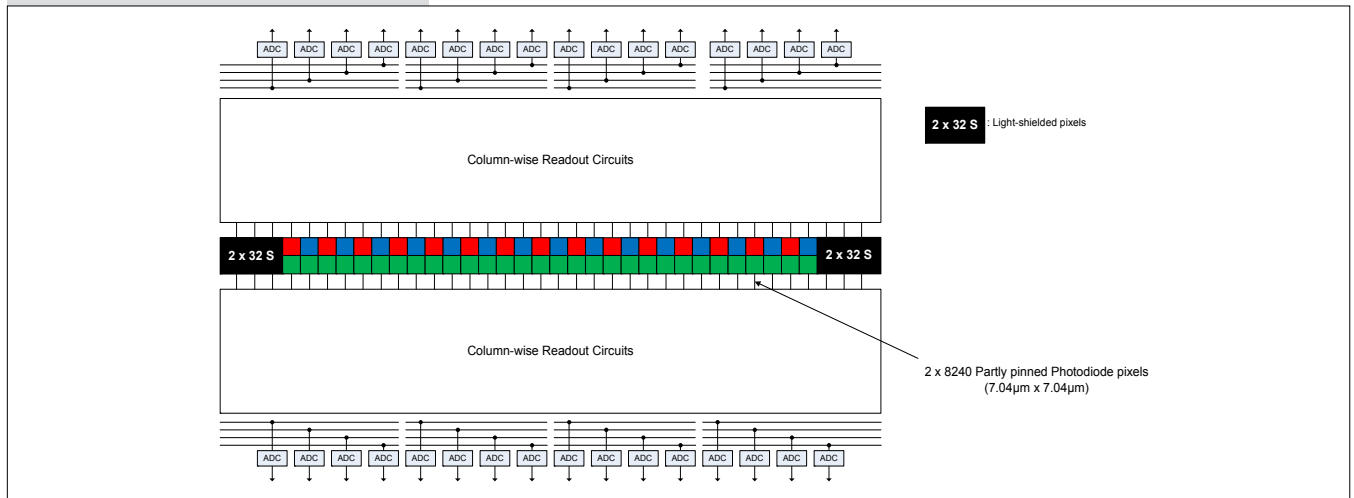 ADC ADC ADC ADC ADC ADC ADC ADC ADC ADC ADC ADC ADC ADC ADC ADC
Column-wise Readout Circuits
2 x 32 S : Light-shielded pixels
2 x 32 S 2 x 32 S
Column-wise Readout Circuits
2 x 8240 Partly pinned Photodiode pixels
(7.04µm x 7.04µm)
ADC ADC ADC ADC ADC ADC ADC ADC ADC ADC ADC ADC ADC ADC ADC ADC